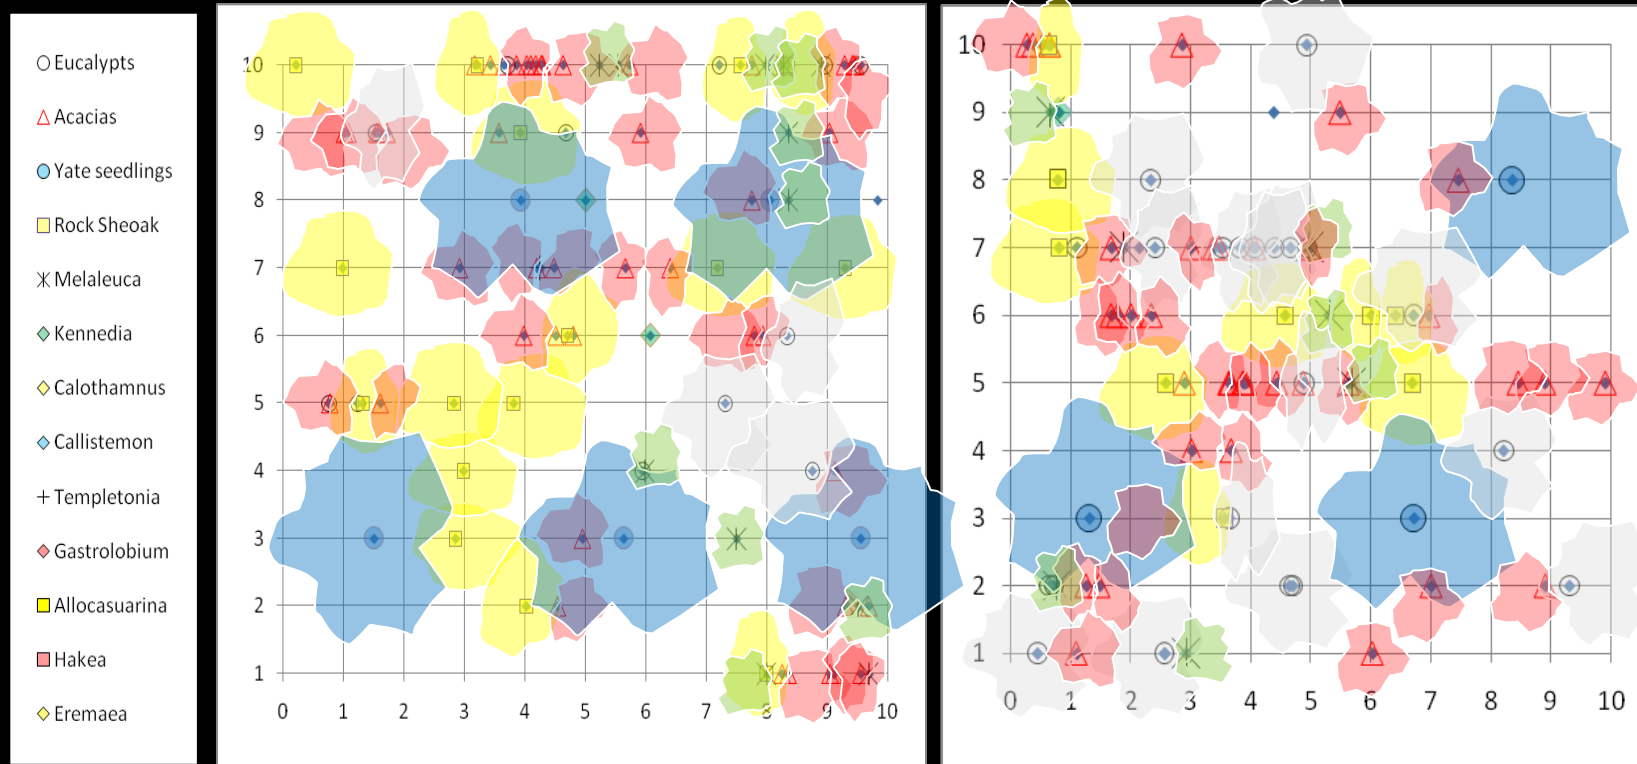 Eucalypts
Acacias
Yate seedlings
Rock Sheoak
Melaleuca
Kennedia
Calothamnus
Callistemon
Templetonia
Gastrolobium
Allocasuarina
Hakea
Eremaea
10
9
8
7
6
5
4
3
2
1
0 1 2 3 4 5 6 7 8 9 10
10
9
8
7
6
5
4
3
2
1
0 1 2 3 4 5 6 7 8 9 10